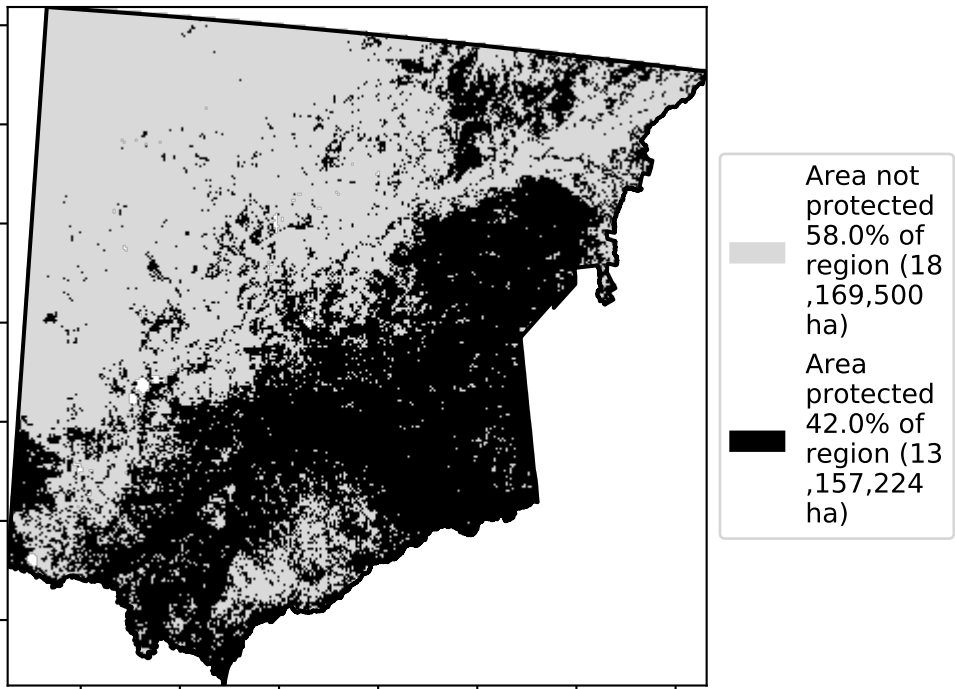 Area not
protected
58.0% of
region (18
,169,500
ha)
Area
protected
42.0% of
region (13
,157,224
ha)